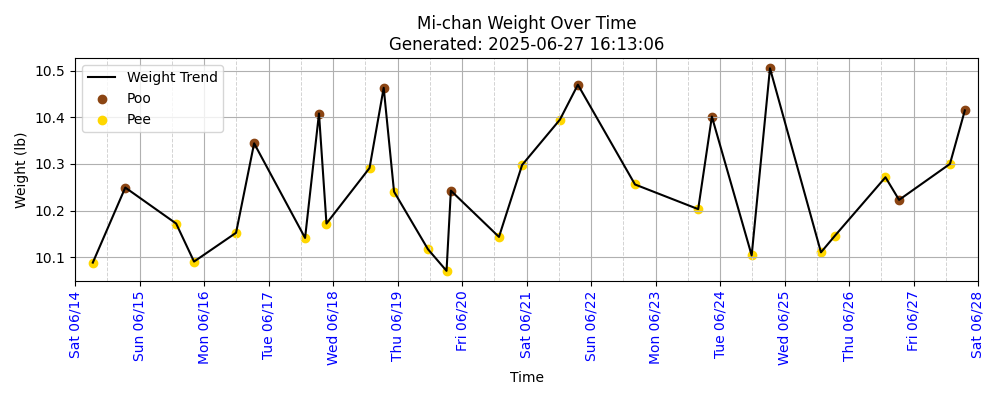 Mi-chan Weight Over Time
Generated: 2025-06-27 16:13:06
Weight Trend
Poo
Pee
Weight (lb)
10.5
10.4
10.3
10.2
10.1
Sat 06/14
Sun 06/15
Mon 06/16
Tue 06/17
Wed 06/18
Thu 06/19
Fri 06/20
Sat 06/21
Sun 06/22
Mon 06/23
Tue 06/24
Wed 06/25
Thu 06/26
Fri 06/27
Sat 06/28
Time